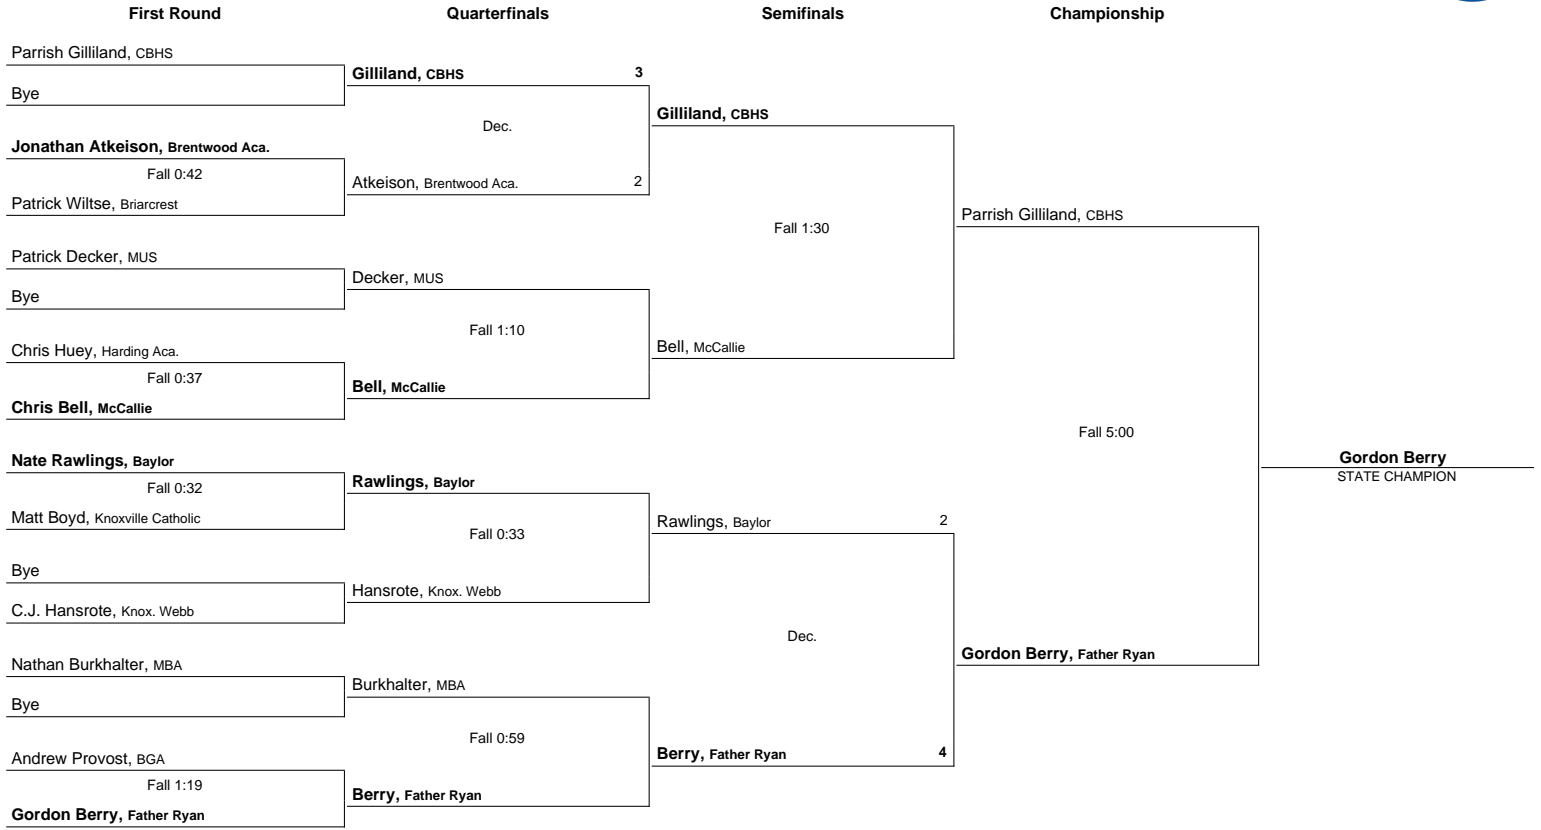 First Round Quarterfinals Semifinals Championship
Parrish Gilliland, CBHS
Bye
Jonathan Atkeison, Brentwood Aca.
Fall 0:42
Patrick Wiltse, Briarcrest
Patrick Decker, MUS
Bye
Chris Huey, Harding Aca.
Fall 0:37
Chris Bell, McCallie
Nate Rawlings, Baylor
Fall 0:32
Matt Boyd, Knoxville Catholic
Bye
C.J. Hansrote, Knox. Webb
Nathan Burkhalter, MBA
Bye
Andrew Provost, BGA
Fall 1:19
Gordon Berry, Father Ryan
Gilliland, CBHS 3
Dec.
Atkeison, Brentwood Aca. 2
Decker, MUS
Fall 1:10
Bell, McCallie
Rawlings, Baylor
Fall 0:33
Hansrote, Knox. Webb
Burkhalter, MBA
Fall 0:59
Berry, Father Ryan
Gilliland, CBHS
Fall 1:30
Bell, McCallie
Rawlings, Baylor 2
Dec.
Berry, Father Ryan 4
Parrish Gilliland, CBHS
Fall 5:00
Gordon Berry, Father Ryan
Gordon Berry
STATE CHAMPION